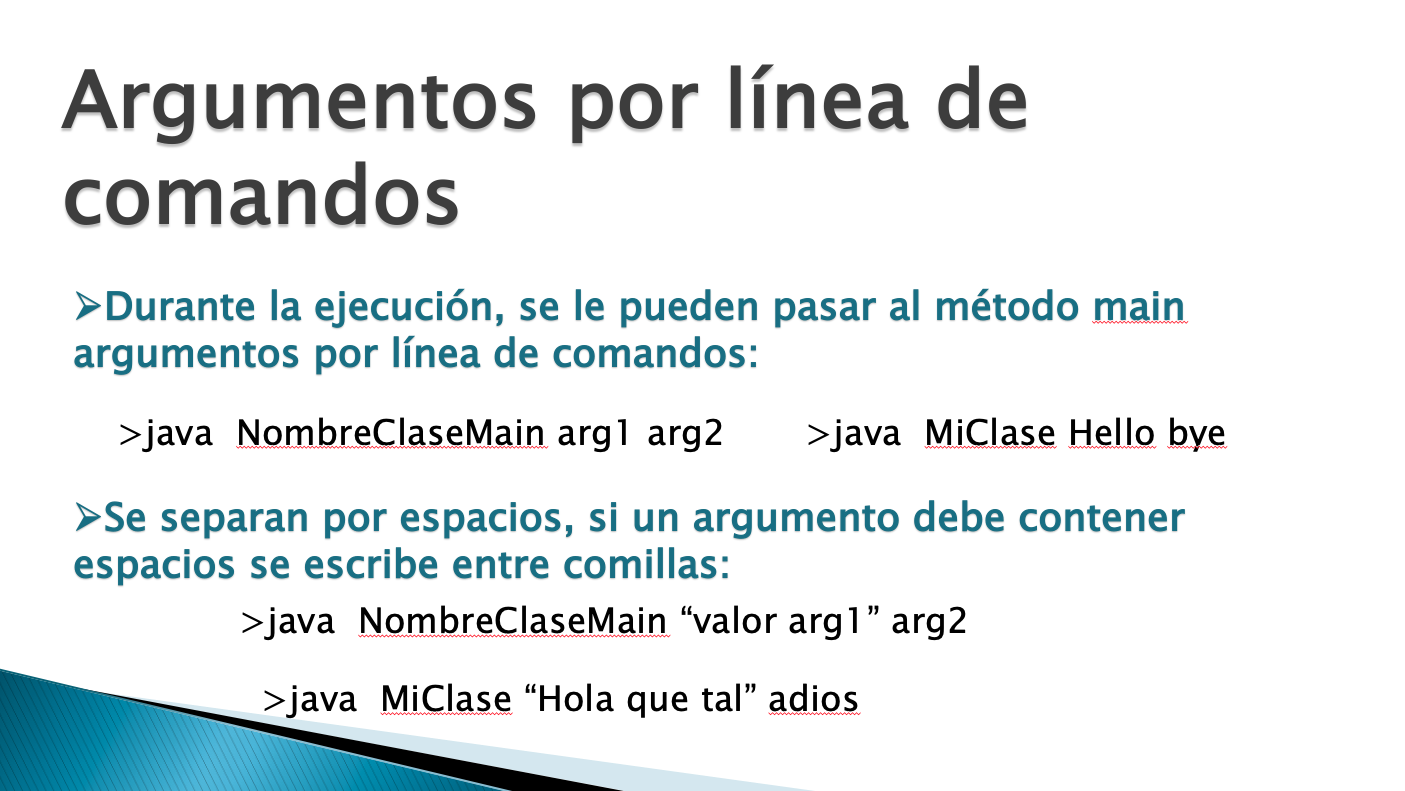 Argumentos por línea de
comandos
➢Durante la ejecución, se le pueden pasar al método main
argumentos por línea de comandos:
>java  NombreClaseMain arg1 arg2
>java  MiClase Hello bye
➢Se separan por espacios, si un argumento debe contener
espacios se escribe entre comillas:
>java  NombreClaseMain “valor arg1” arg2
>java  MiClase “Hola que tal” adios